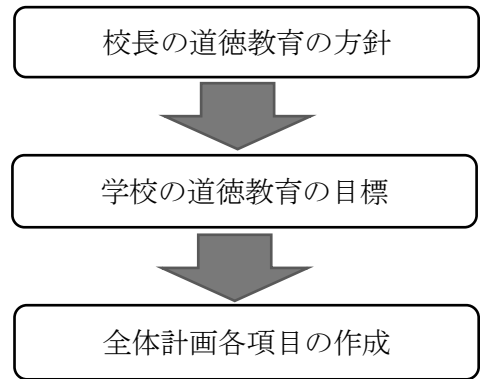 校長の道徳教育の方針
学校の道徳教育の目標
全体計画各項目の作成